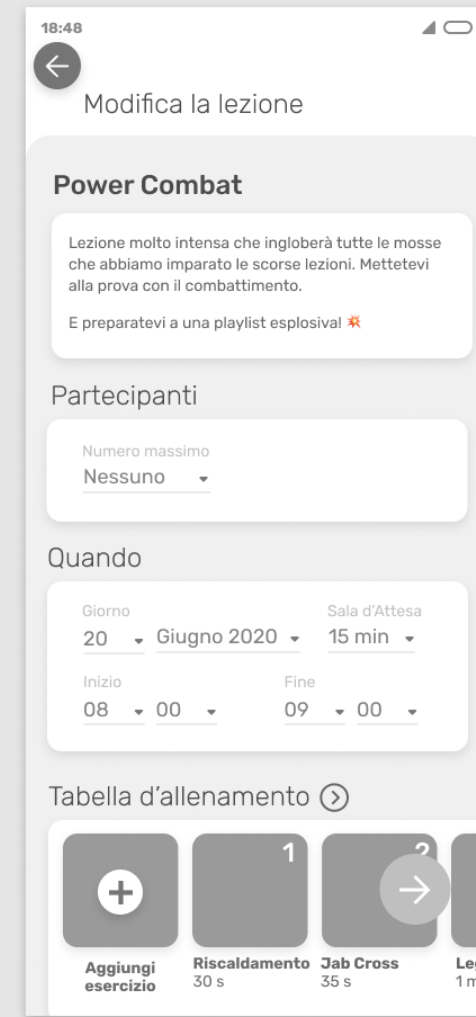 18:48
Modifica la lezione
Power Combat
Lezione molto intensa che ingloberà tutte le mosse
che abbiamo imparato le scorse lezioni. Mettetevi
alla prova con il combattimento.
E preparatevi a una playlist esplosiva! 💥
Partecipanti
Numero massimo
Nessuno
Quando
Giorno Sala d'Attesa
20 Giugno 2020 15 min
Inizio Fine
08 00 09 00
Tabella d'allenamento
1 2
Aggiungi Riscaldamento Jab Cross
esercizio 30 s 35 s